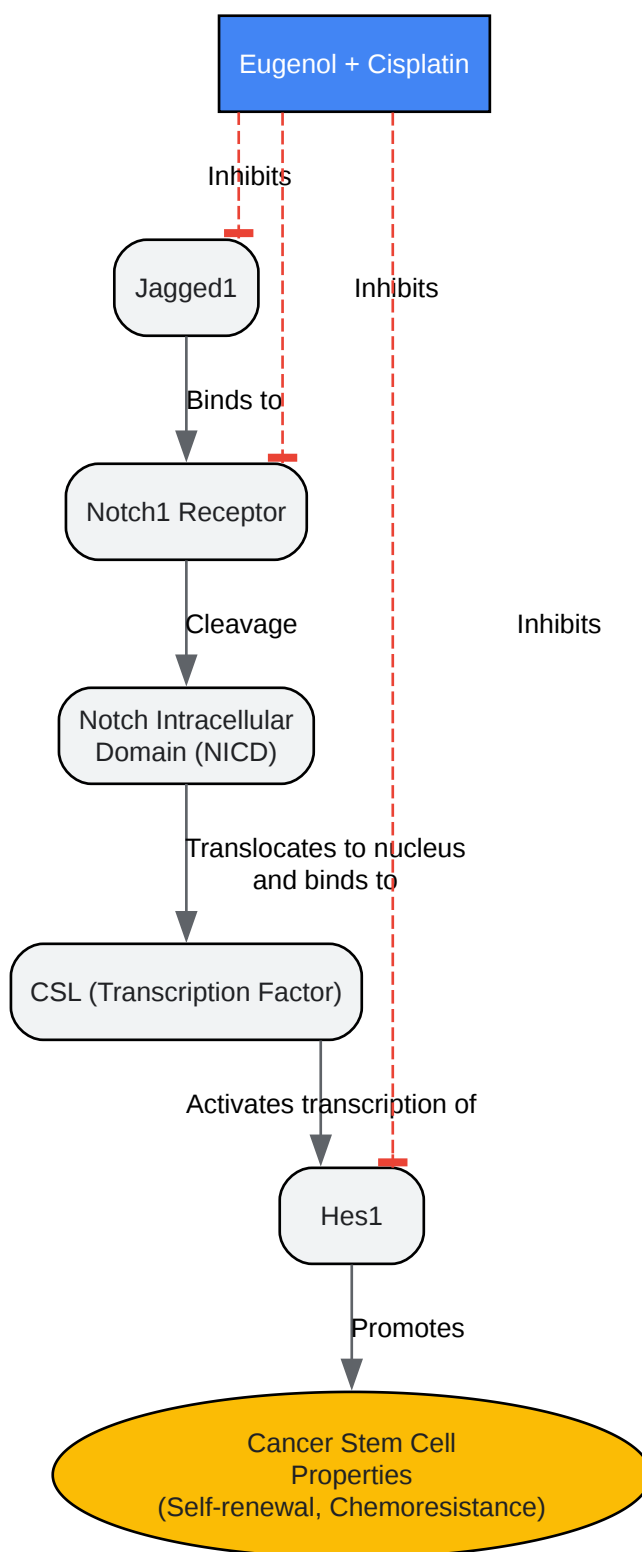 Eugenol + Cisplatin
Inhibits
Jagged1
Inhibits
Binds to
Notch1 Receptor
Cleavage
Inhibits
Notch Intracellular
Domain (NICD)
Translocates to nucleus
and binds to
CSL (Transcription Factor)
Activates transcription of
Hes1
Promotes
Cancer Stem Cell
Properties
(Self-renewal, Chemoresistance)